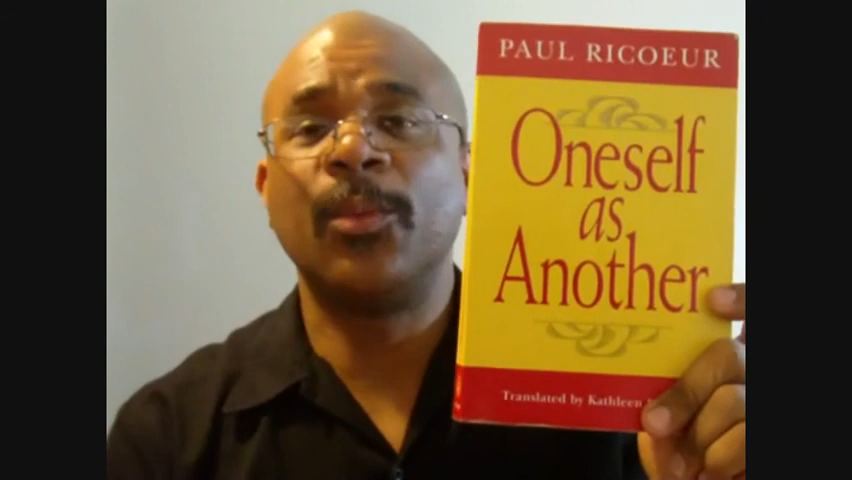 PAUL RICOEUR
Oneself
as
Another
Translated by Kathleen